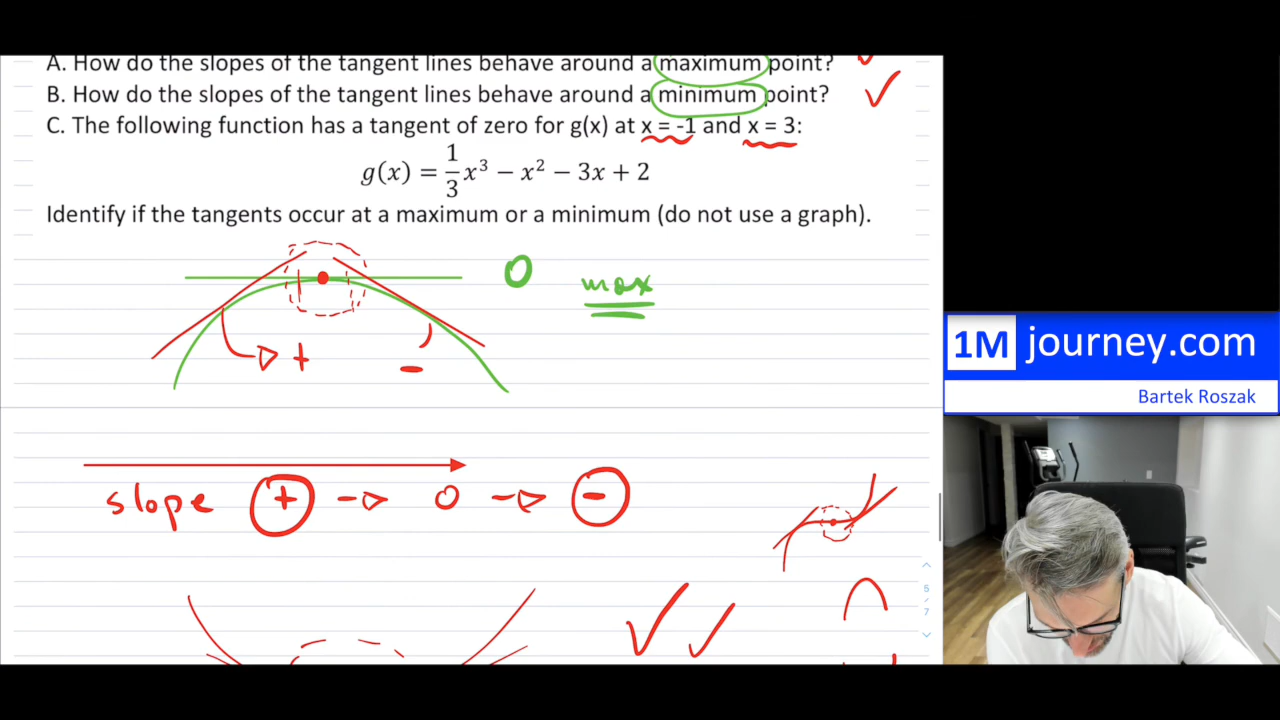 A. How do the slopes of the tangent lines behave around a maximum point?
B. How do the slopes of the tangent lines behave around a minimum point?
C. The following function has a tangent of zero for g(x) at x = -1 and x = 3:
g(x) = 1/3 x³ − x² − 3x + 2
Identify if the tangents occur at a maximum or a minimum (do not use a graph).
0 max
+ -
slope + → 0 → -
1M journey.com
Bartek Roszak
5
/
7